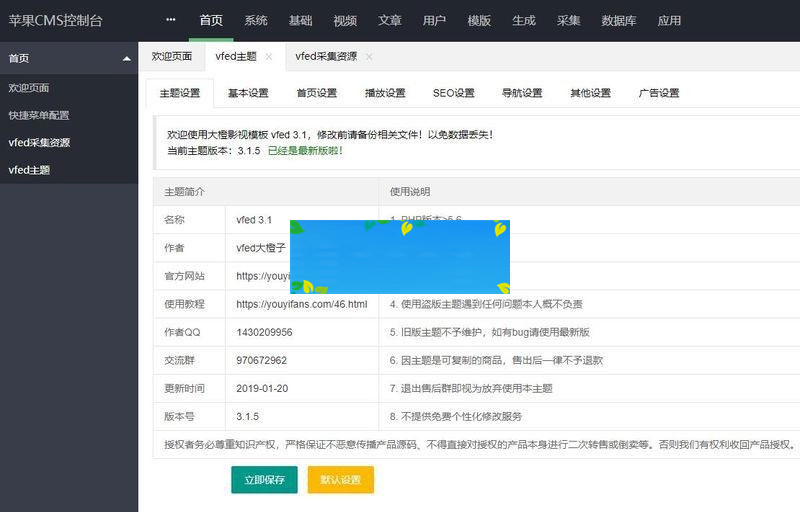 苹果CMS控制台 ··· 首页 系统 基础 视频 文章 用户 模版 生成 采集 数据库 应用
首页
欢迎页面
快捷菜单配置
vfed采集资源
vfed主题
欢迎页面 vfed主题 × vfed采集资源 ×
主题设置 基本设置 首页设置 播放设置 SEO设置 导航设置 其他设置 广告设置
欢迎使用大橙影视模板 vfed 3.1，修改前请备份相关文件！以免数据丢失！
当前主题版本：3.1.5 已经是最新版啦！
主题简介 使用说明
名称 vfed 3.1 1. PHP版本>5.6
作者 vfed大橙子
官方网站 https://youyi
使用教程 https://youyifans.com/46.html 4. 使用盗版主题遇到任何问题本人概不负责
作者QQ 1430209956 5. 旧版主题不予维护，如有bug请使用最新版
交流群 970672962 6. 因主题是可复制的商品，售出后一律不予退款
更新时间 2019-01-20 7. 退出售后群即视为放弃使用本主题
版本号 3.1.5 8. 不提供免费个性化修改服务
授权者务必尊重知识产权，严格保证不恶意传播产品源码、不得直接对授权的产品本身进行二次转售或倒卖等。否则我们有权利收回产品授权。
立即保存 默认设置